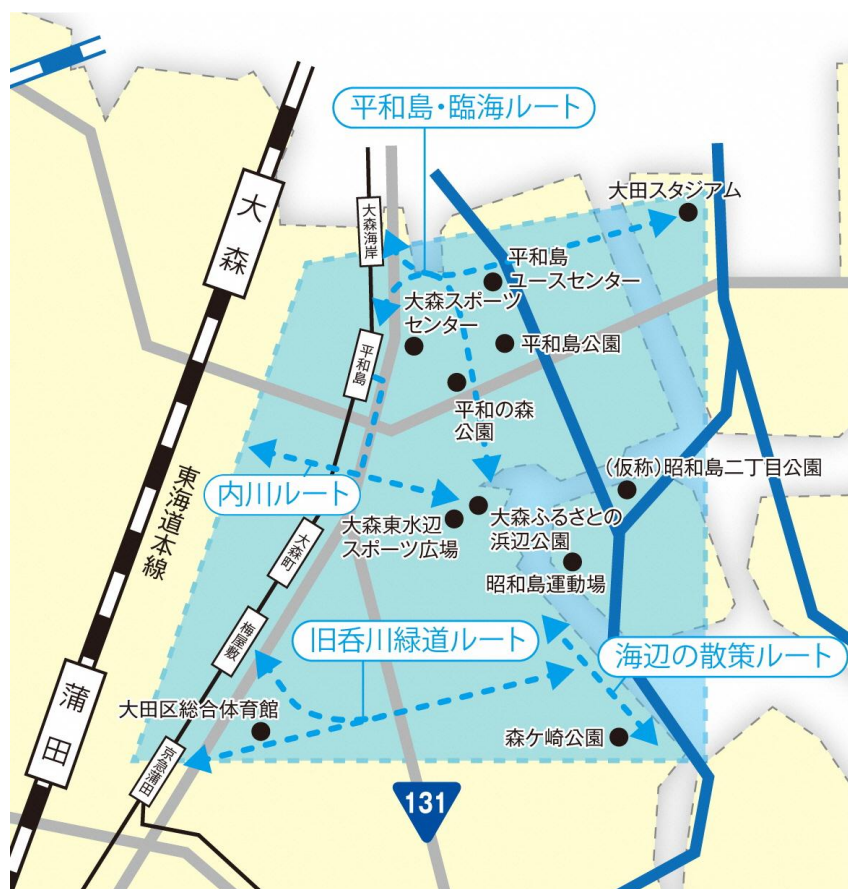 平和島・臨海ルート
大田スタジアム
大森
大森海岸
平和島
ユースセンター
大森スポーツ
センター
平和島公園
平和島
平和の森
公園
(仮称)昭和島二丁目公園
内川ルート
東海道本線
大森東水辺
スポーツ広場
大森ふるさとの
浜辺公園
大森町
昭和島運動場
梅屋敷
旧呑川緑道ルート
海辺の散策ルート
蒲田
大田区総合体育館
森ケ崎公園
京急蒲田
131